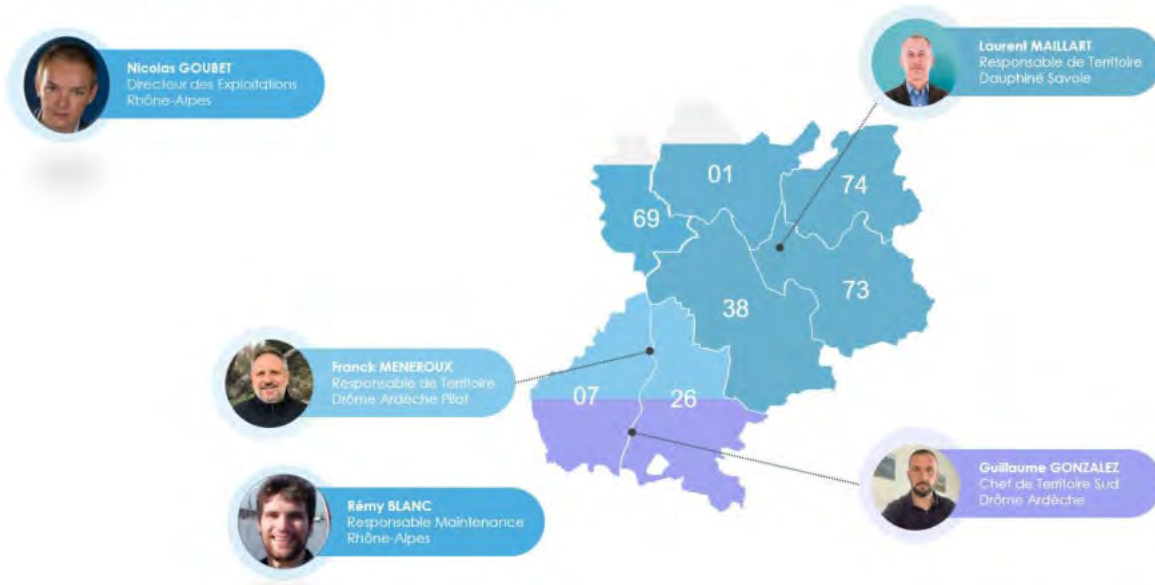 Nicolas GOUBET
Directeur des Exploitations
Rhône-Alpes
Laurent MAILLART
Responsable de Territoire
Dauphiné Savoie
01
74
69
73
38
Franck MENEROUX
Responsable de Territoire
Drôme Ardèche Pilat
07
26
Guillaume GONZALEZ
Chef de Territoire Sud
Drôme Ardèche
Rémy BLANC
Responsable Maintenance
Rhône-Alpes